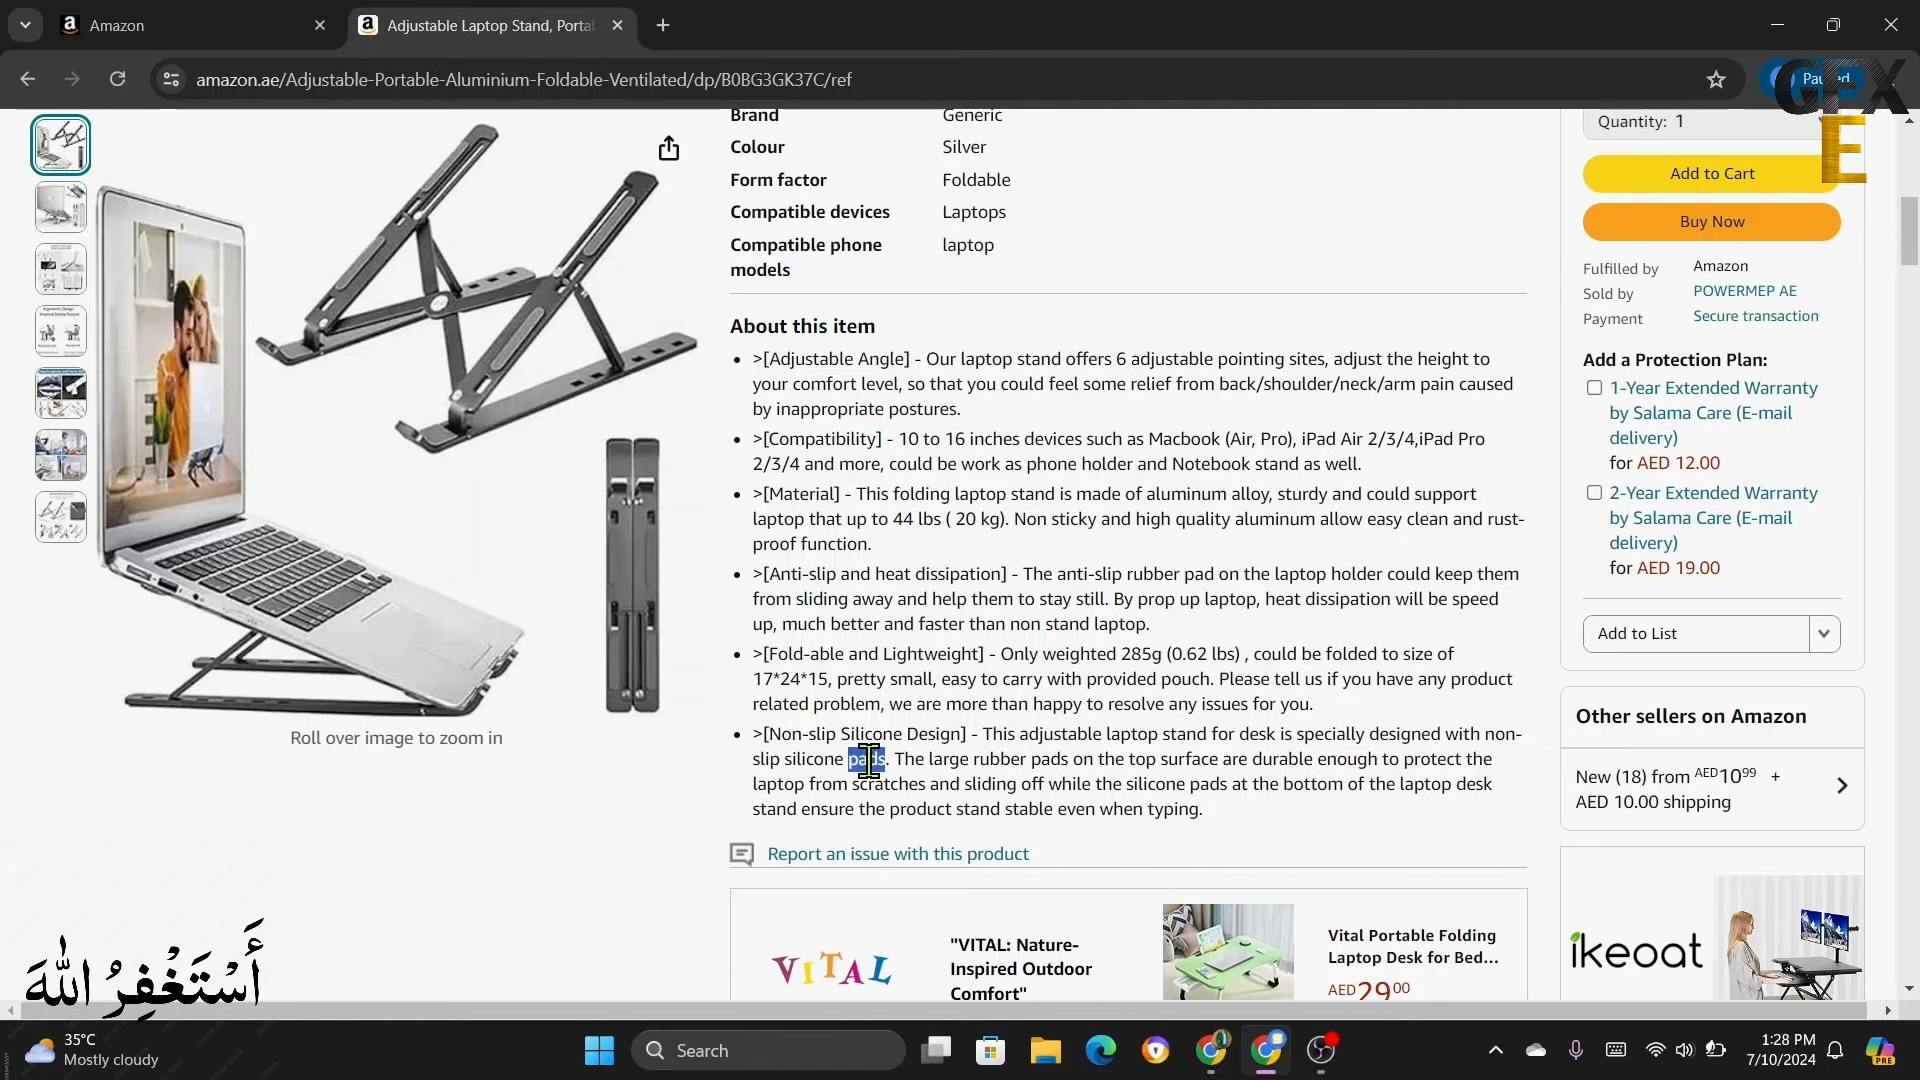 Amazon
Adjustable Laptop Stand, Porta
amazon.ae/Adjustable-Portable-Aluminium-Foldable-Ventilated/dp/B0BG3GK37C/ref
GFX
E
Brand Generic
Colour Silver
Form factor Foldable
Compatible devices Laptops
Compatible phone laptop
models
About this item
• >[Adjustable Angle] - Our laptop stand offers 6 adjustable pointing sites, adjust the height to
your comfort level, so that you could feel some relief from back/shoulder/neck/arm pain caused
by inappropriate postures.
• >[Compatibility] - 10 to 16 inches devices such as Macbook (Air, Pro), iPad Air 2/3/4,iPad Pro
2/3/4 and more, could be work as phone holder and Notebook stand as well.
• >[Material] - This folding laptop stand is made of aluminum alloy, sturdy and could support
laptop that up to 44 lbs ( 20 kg). Non sticky and high quality aluminum allow easy clean and rust-
proof function.
• >[Anti-slip and heat dissipation] - The anti-slip rubber pad on the laptop holder could keep them
from sliding away and help them to stay still. By prop up laptop, heat dissipation will be speed
up, much better and faster than non stand laptop.
• >[Fold-able and Lightweight] - Only weighted 285g (0.62 lbs) , could be folded to size of
17*24*15, pretty small, easy to carry with provided pouch. Please tell us if you have any product
related problem, we are more than happy to resolve any issues for you.
• >[Non-slip Silicone Design] - This adjustable laptop stand for desk is specially designed with non-
slip silicone pads. The large rubber pads on the top surface are durable enough to protect the
laptop from scratches and sliding off while the silicone pads at the bottom of the laptop desk
stand ensure the product stand stable even when typing.
Report an issue with this product
Roll over image to zoom in
Quantity: 1
Add to Cart
Buy Now
Fulfilled by Amazon
Sold by POWERMEP AE
Payment Secure transaction
Add a Protection Plan:
1-Year Extended Warranty
by Salama Care (E-mail
delivery)
for AED 12.00
2-Year Extended Warranty
by Salama Care (E-mail
delivery)
for AED 19.00
Add to List
Other sellers on Amazon
New (18) from AED10.99 +
AED 10.00 shipping
VITAL
"VITAL: Nature-
Inspired Outdoor
Comfort"
Vital Portable Folding
Laptop Desk for Bed...
AED29.00
ikeoat
أَسْتَغْفِرُ اللهَ
35°C
Mostly cloudy
Search
1:28 PM
7/10/2024
PRE